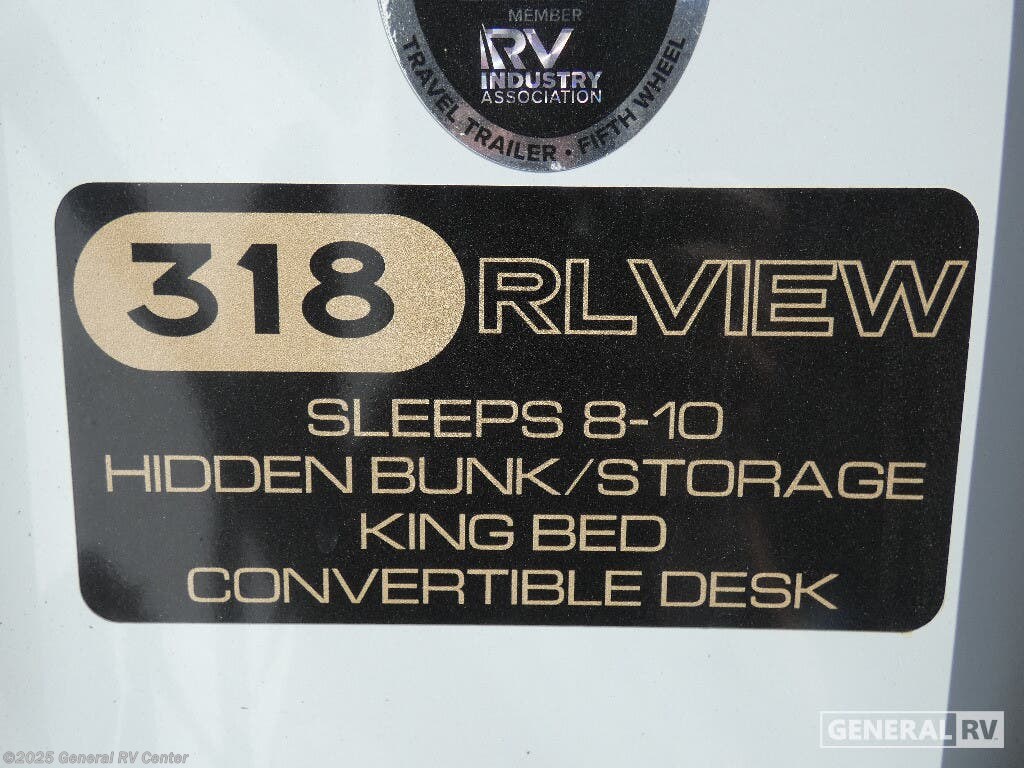 MEMBER
RV
INDUSTRY
ASSOCIATION
TRAVEL TRAILER · FIFTH WHEEL
318 RLVIEW
SLEEPS 8-10
HIDDEN BUNK/STORAGE
KING BED
CONVERTIBLE DESK
GENERAL RV
©2025 General RV Center